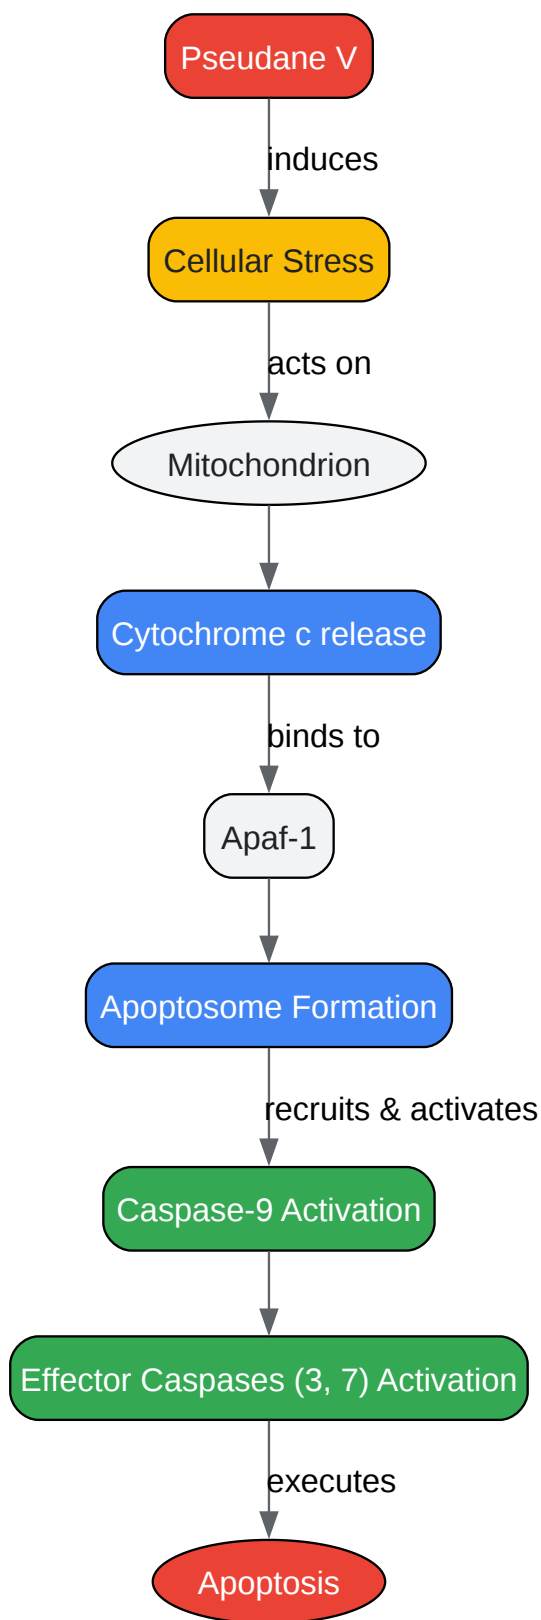 Pseudane V
induces
Cellular Stress
acts on
Mitochondrion
Cytochrome c release
binds to
Apaf-1
Apoptosome Formation
recruits & activates
Caspase-9 Activation
Effector Caspases (3, 7) Activation
executes
Apoptosis